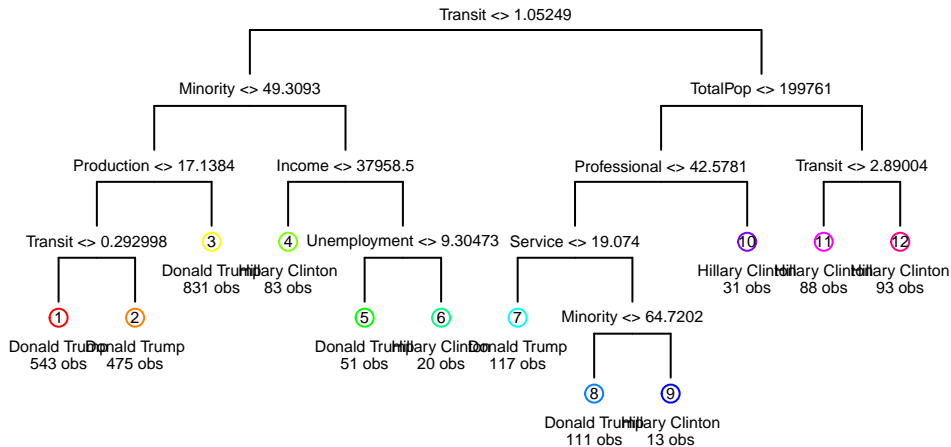 Transit <> 1.05249
Minority <> 49.3093
TotalPop <> 199761
Production <> 17.1384
Income <> 37958.5
Professional <> 42.5781
Transit <> 2.89004
Transit <> 0.292998
3
4
Unemployment <> 9.30473
Service <> 19.074
10
11
12
Donald Trump
831 obs
Hillary Clinton
83 obs
Hillary Clinton
31 obs
Hillary Clinton
88 obs
Hillary Clinton
93 obs
1
2
5
6
7
Minority <> 64.7202
Donald Trump
543 obs
Donald Trump
475 obs
Donald Trump
51 obs
Hillary Clinton
20 obs
Donald Trump
117 obs
8
9
Donald Trump
111 obs
Hillary Clinton
13 obs